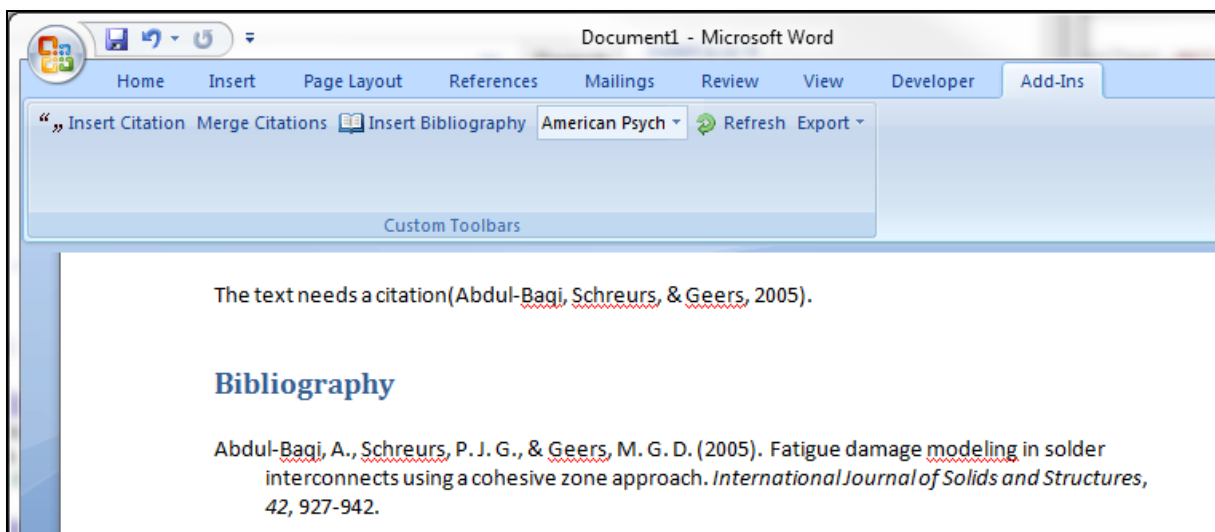 Document1 - Microsoft Word
Home Insert Page Layout References Mailings Review View Developer Add-Ins
“ „ Insert Citation Merge Citations Insert Bibliography American Psych Refresh Export
Custom Toolbars
The text needs a citation(Abdul-Baqi, Schreurs, & Geers, 2005).
Bibliography
Abdul-Baqi, A., Schreurs, P. J. G., & Geers, M. G. D. (2005). Fatigue damage modeling in solder
interconnects using a cohesive zone approach. International Journal of Solids and Structures,
42, 927-942.